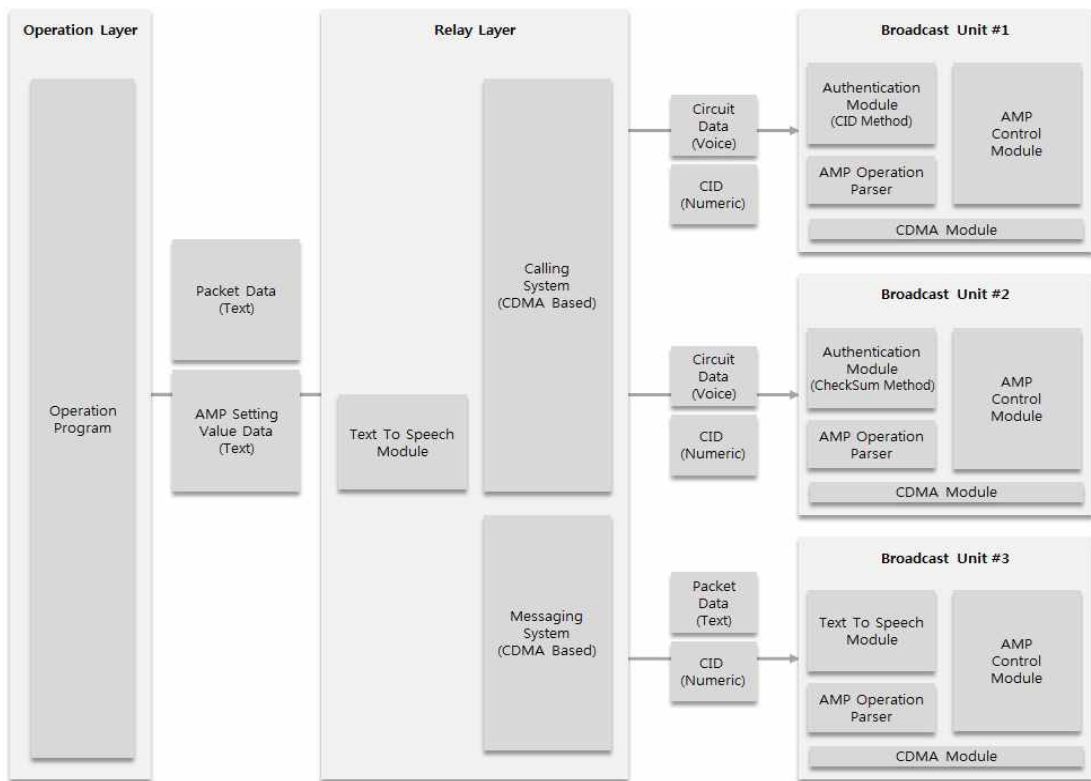 Operation Layer
Operation
Program
Packet Data
(Text)
AMP Setting
Value Data
(Text)
Relay Layer
Text To Speech
Module
Calling
System
(CDMA Based)
Messaging
System
(CDMA Based)
Circuit
Data
(Voice)
CID
(Numeric)
Circuit
Data
(Voice)
CID
(Numeric)
Packet
Data
(Text)
CID
(Numeric)
Broadcast Unit #1
Authentication
Module
(CID Method)
AMP Operation
Parser
AMP
Control
Module
CDMA Module
Broadcast Unit #2
Authentication
Module
(CheckSum Method)
AMP Operation
Parser
AMP
Control
Module
CDMA Module
Broadcast Unit #3
Text To Speech
Module
AMP Operation
Parser
AMP
Control
Module
CDMA Module